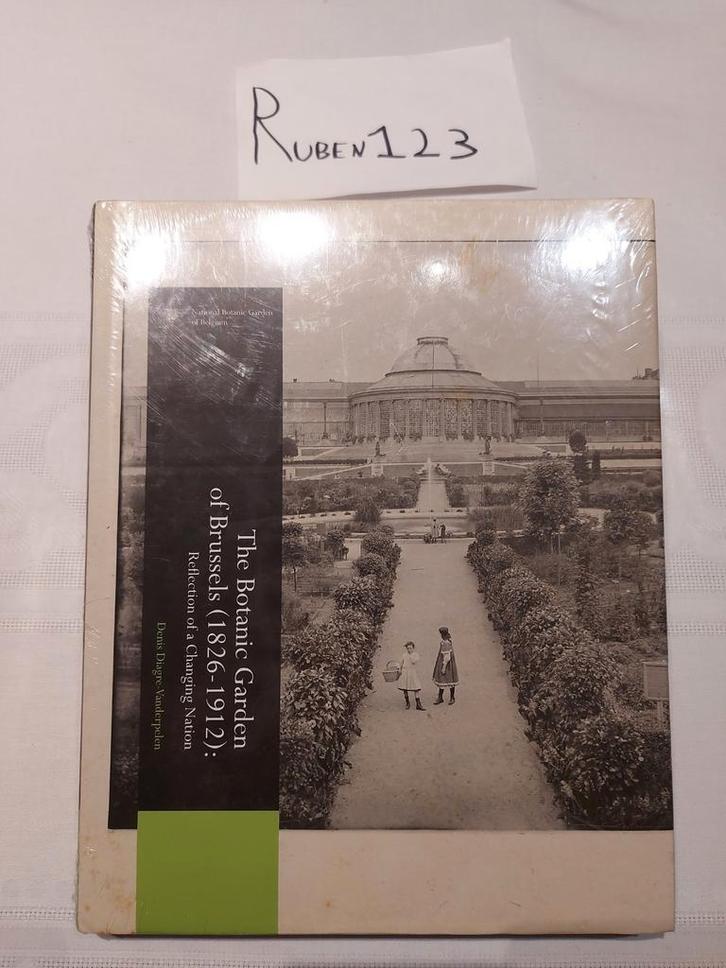 Ruben123
National Botanic Garden
of Belgium
The Botanic Garden
of Brussels (1826-1912):
Reflection of a Changing Nation
Denis Diagre-Vanderpelen